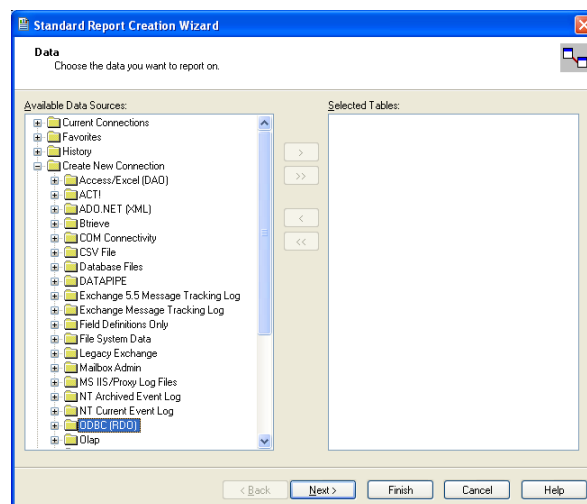 Standard Report Creation Wizard
Data
Choose the data you want to report on.
Available Data Sources:
Selected Tables:
Current Connections
Favorites
History
Create New Connection
Access/Excel (DAO)
ACT!
ADO.NET (XML)
Btrieve
COM Connectivity
CSV File
Database Files
DATAPIPE
Exchange 5.5 Message Tracking Log
Exchange Message Tracking Log
Field Definitions Only
File System Data
Legacy Exchange
Mailbox Admin
MS IIS/Proxy Log Files
NT Archived Event Log
NT Current Event Log
ODBC (RDO)
Olap
>
>>
<
<<
< Back
Next >
Finish
Cancel
Help